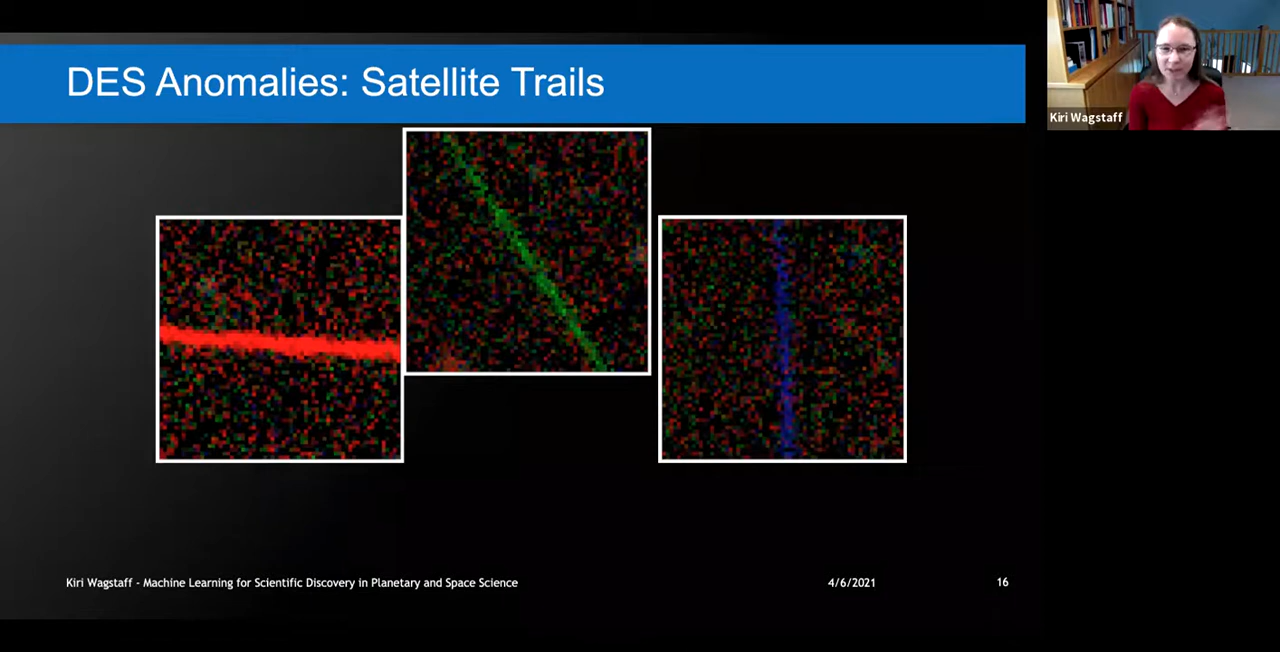 DES Anomalies: Satellite Trails
Kiri Wagstaff
Kiri Wagstaff - Machine Learning for Scientific Discovery in Planetary and Space Science
4/6/2021
16